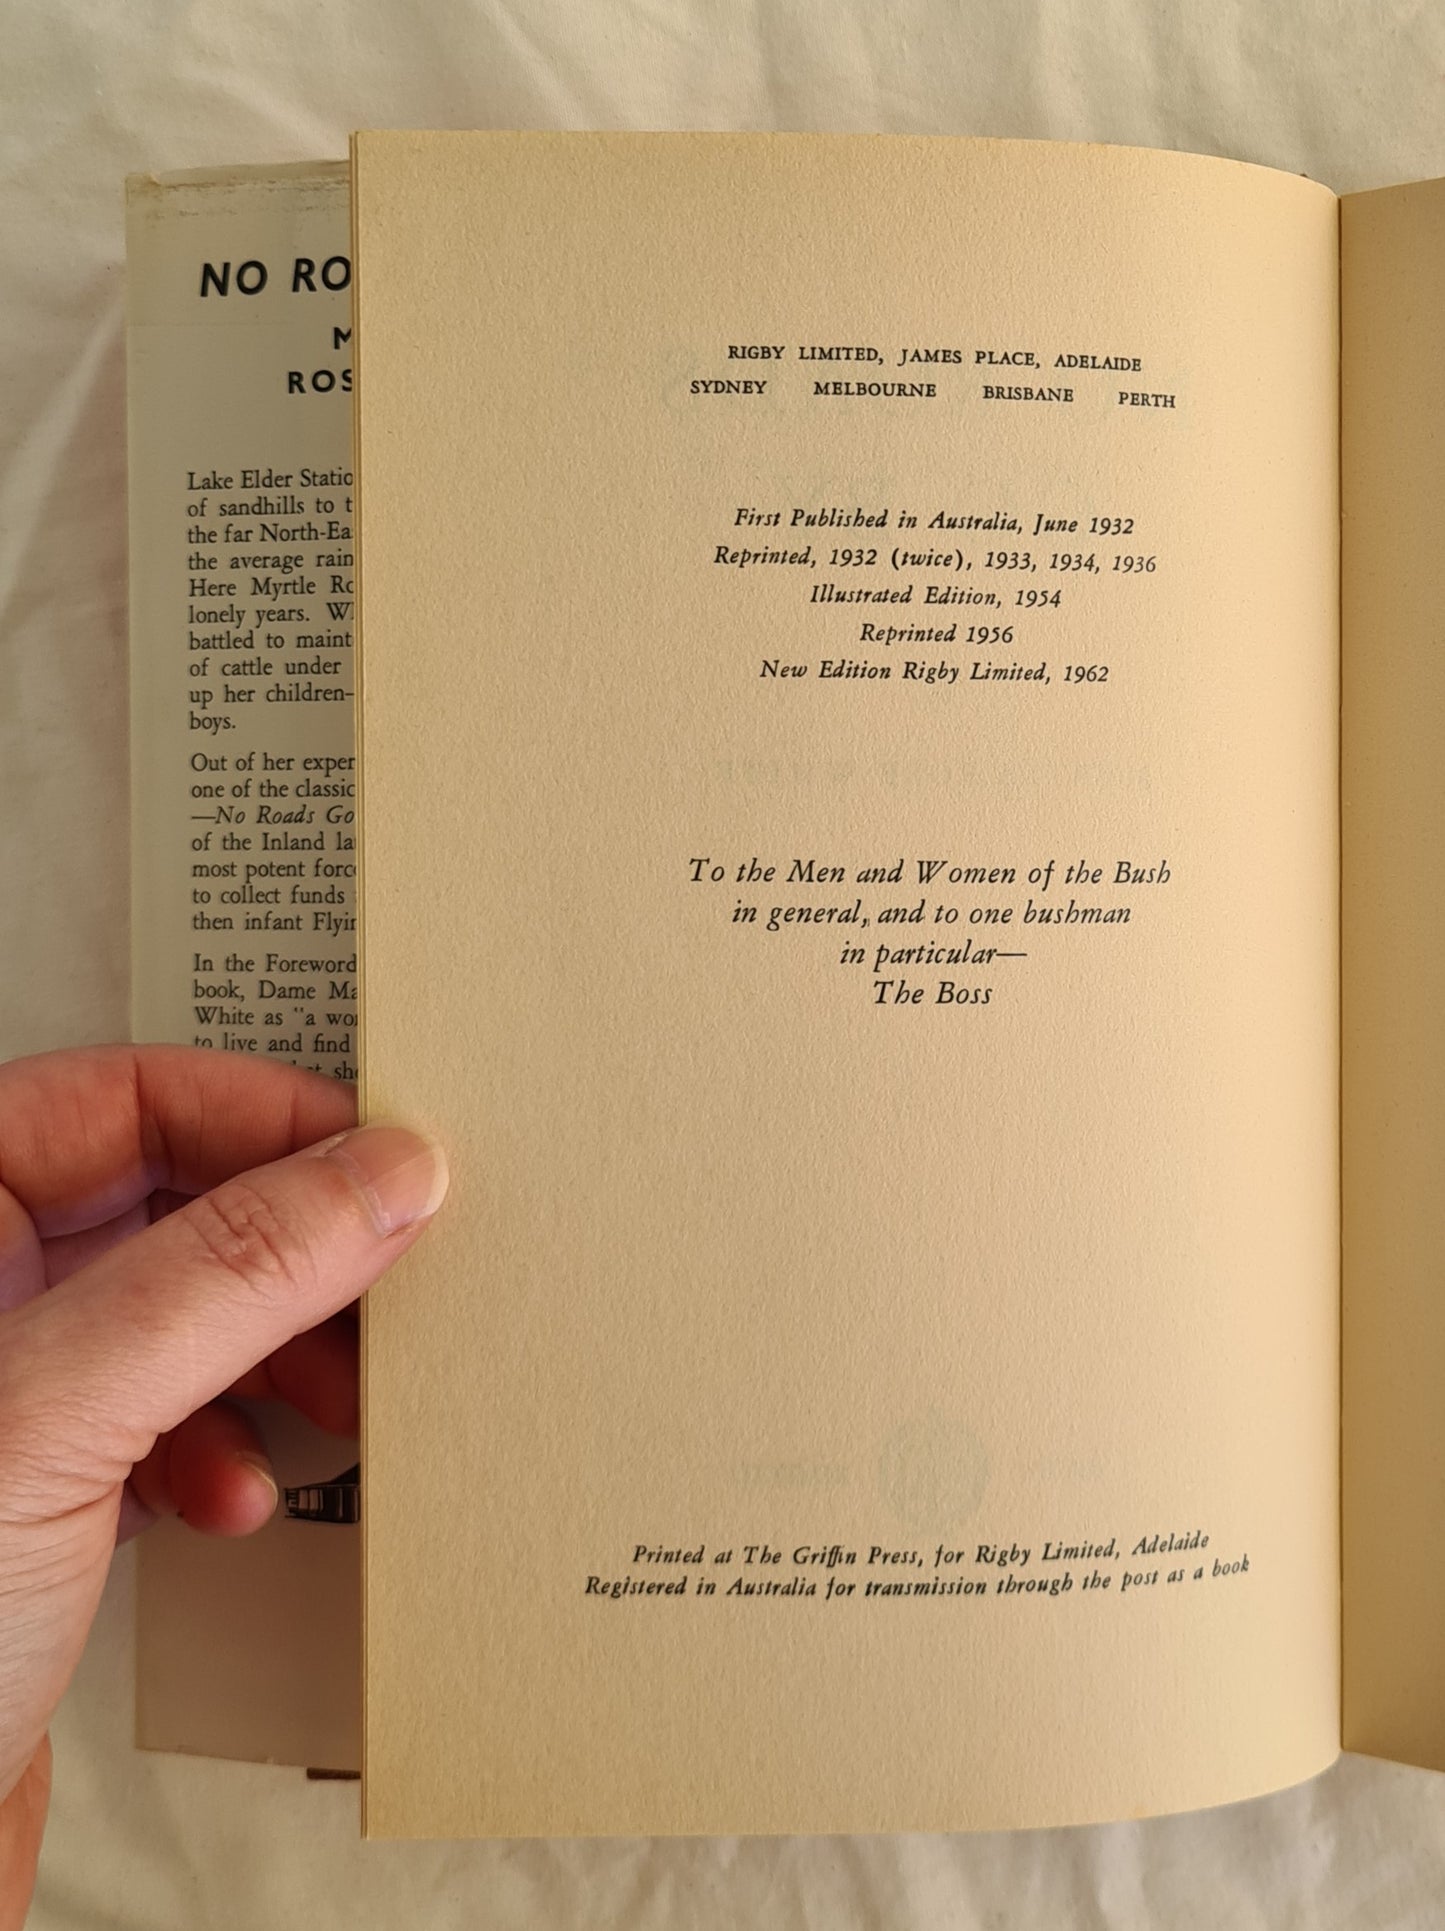 NO RO
M
ROS
Lake Elder Statio
of sandhills to t
the far North-Ea
the average rain
Here Myrtle Ro
lonely years. W
battled to maint
of cattle under
up her children—
boys.
Out of her exper
one of the classic
—No Roads Go
of the Inland la
most potent forc
to collect funds
then infant Flyin
In the Foreword
book, Dame Ma
White as "a wo
to live and find
she
RIGBY LIMITED, JAMES PLACE, ADELAIDE
SYDNEY MELBOURNE BRISBANE PERTH
First Published in Australia, June 1932
Reprinted, 1932 (twice), 1933, 1934, 1936
Illustrated Edition, 1954
Reprinted 1956
New Edition Rigby Limited, 1962
To the Men and Women of the Bush
in general, and to one bushman
in particular—
The Boss
Printed at The Griffin Press, for Rigby Limited, Adelaide
Registered in Australia for transmission through the post as a book